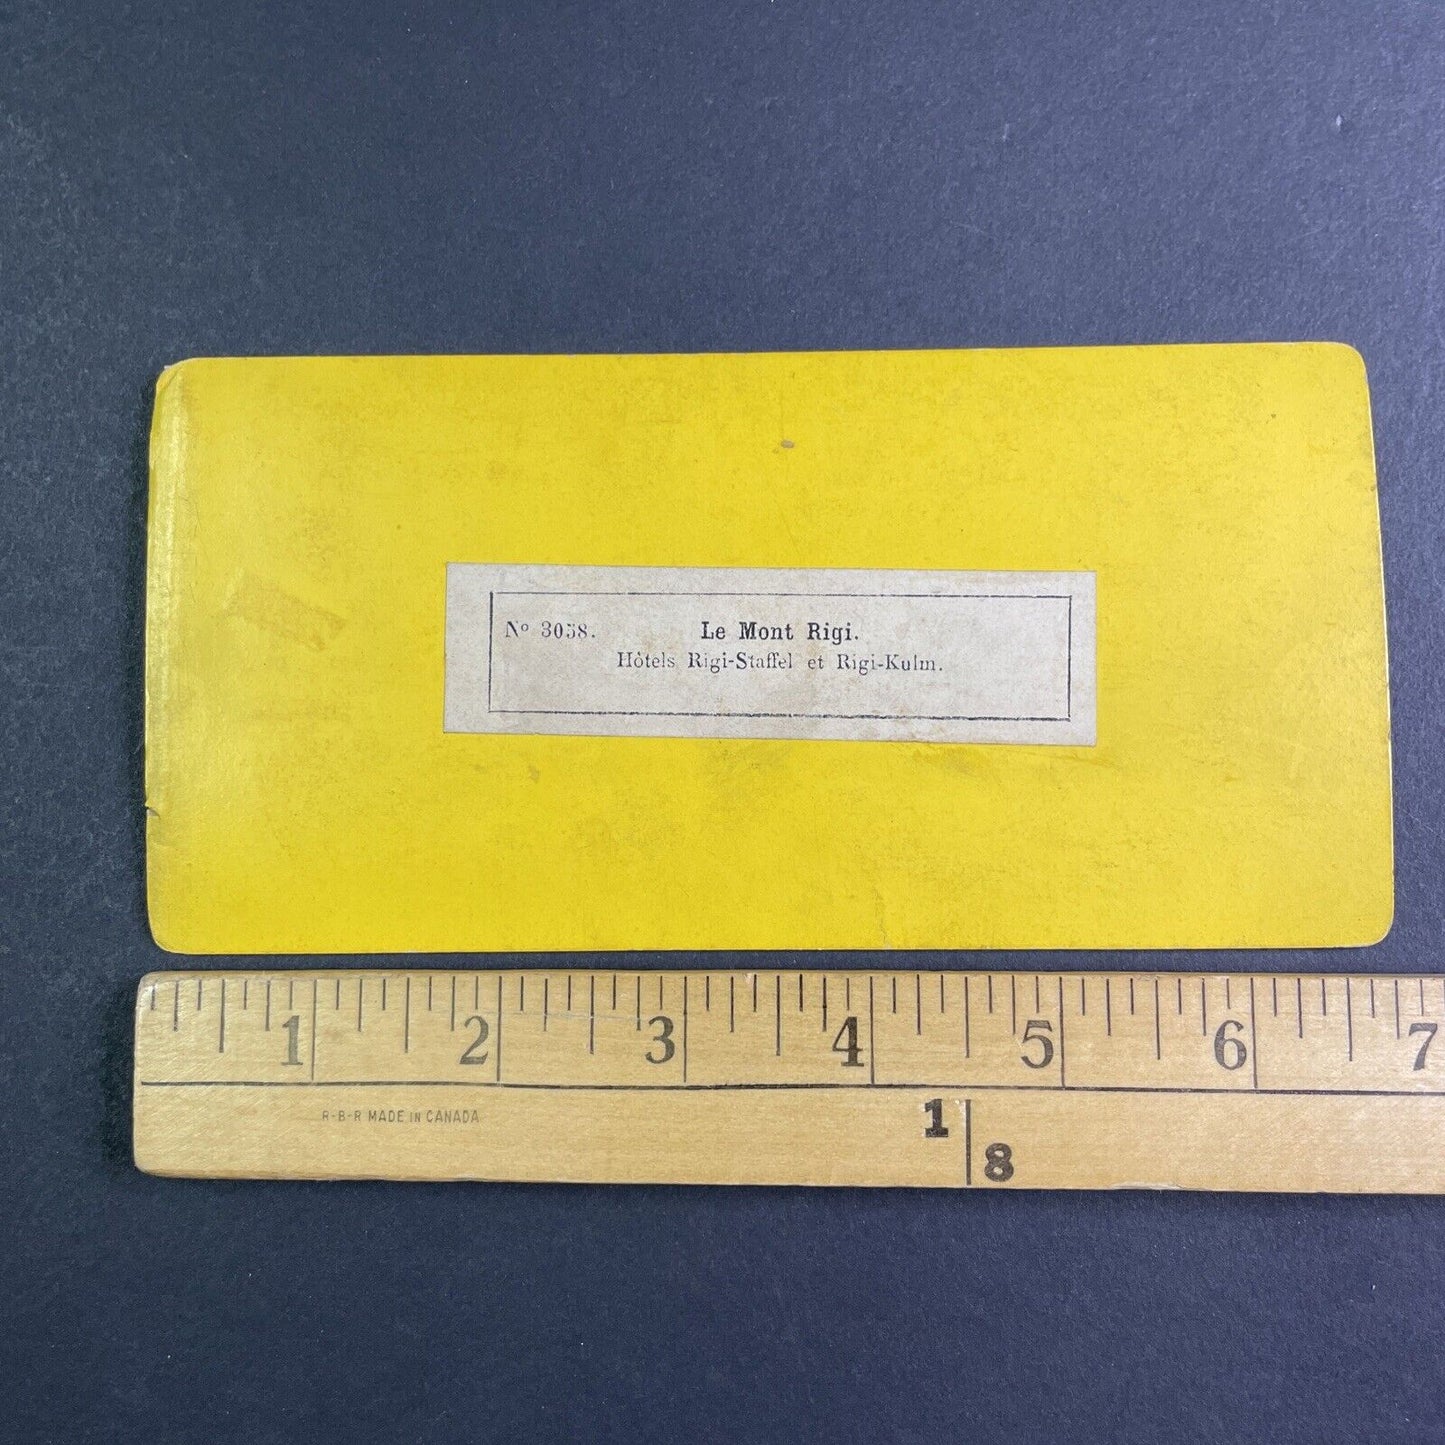 Nº 3058. Le Mont Rigi.
Hôtels Rigi-Staffel et Rigi-Kulm.
1 2 3 4 5 6 7
R-B-R MADE IN CANADA
1
8